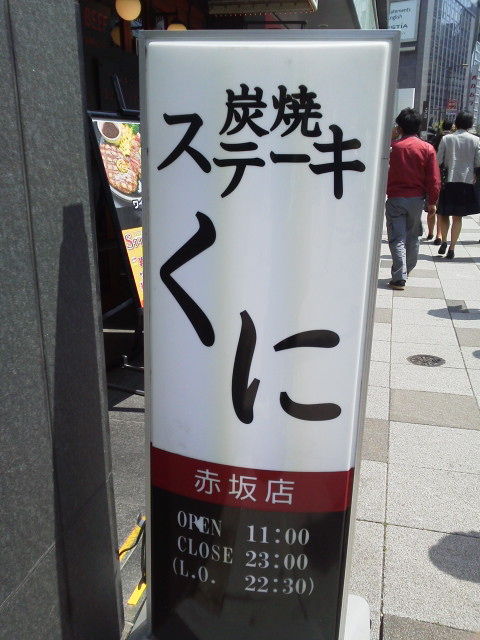 炭焼
ステーキ
くに
赤坂店
OPEN 11:00
CLOSE 23:00
(L.O. 22:30)